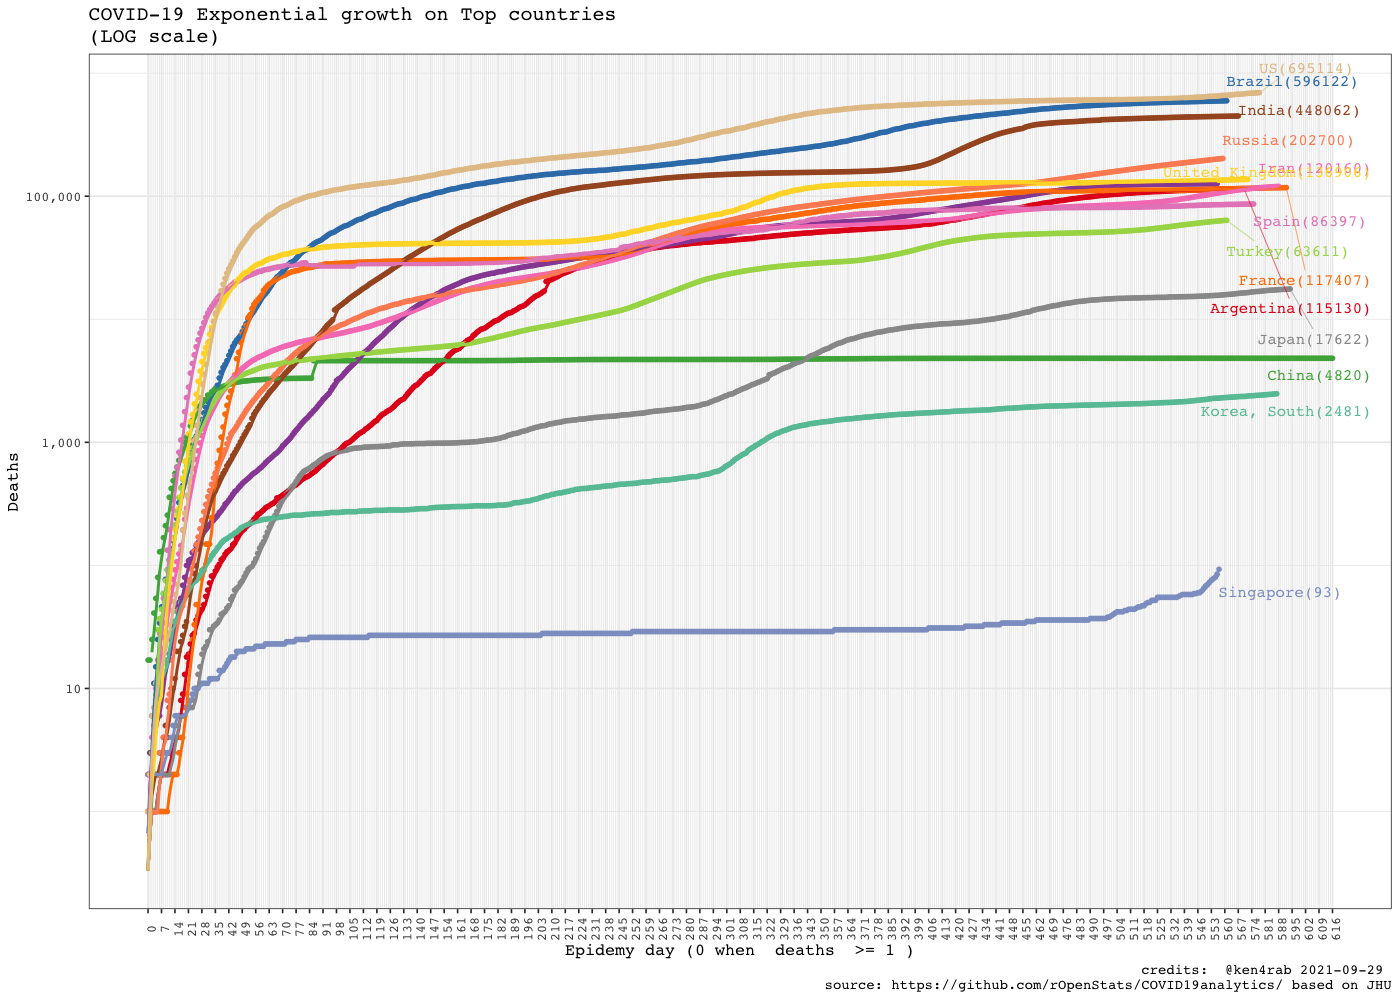 COVID-19 Exponential growth on Top countries
(LOG scale)
US(695114)
Brazil(596122)
India(448062)
Russia(202700)
Iran(120160)
United Kingdom
Spain(86397)
Turkey(63611)
France(117407)
Argentina(115130)
Japan(17622)
China(4820)
Korea, South(2481)
Singapore(93)
100,000
1,000
10
Deaths
0 7 14 21 28 35 42 49 56 63 70 77 84 91 98 105 112 119 126 133 140 147 154 161 168 175 182 189 196 203 210 217 224 231 238 245 252 259 266 273 280 287 294 301 308 315 322 329 336 343 350 357 364 371 378 385 392 399 406 413 420 427 434 441 448 455 462 469 476 483 490 497 504 511 518 525 532 539 546 553 560 567 574 581 588 595 602 609 616
Epidemy day (0 when deaths >= 1 )
credits: @ken4rab 2021-09-29
source: https://github.com/rOpenStats/COVID19analytics/ based on JHU